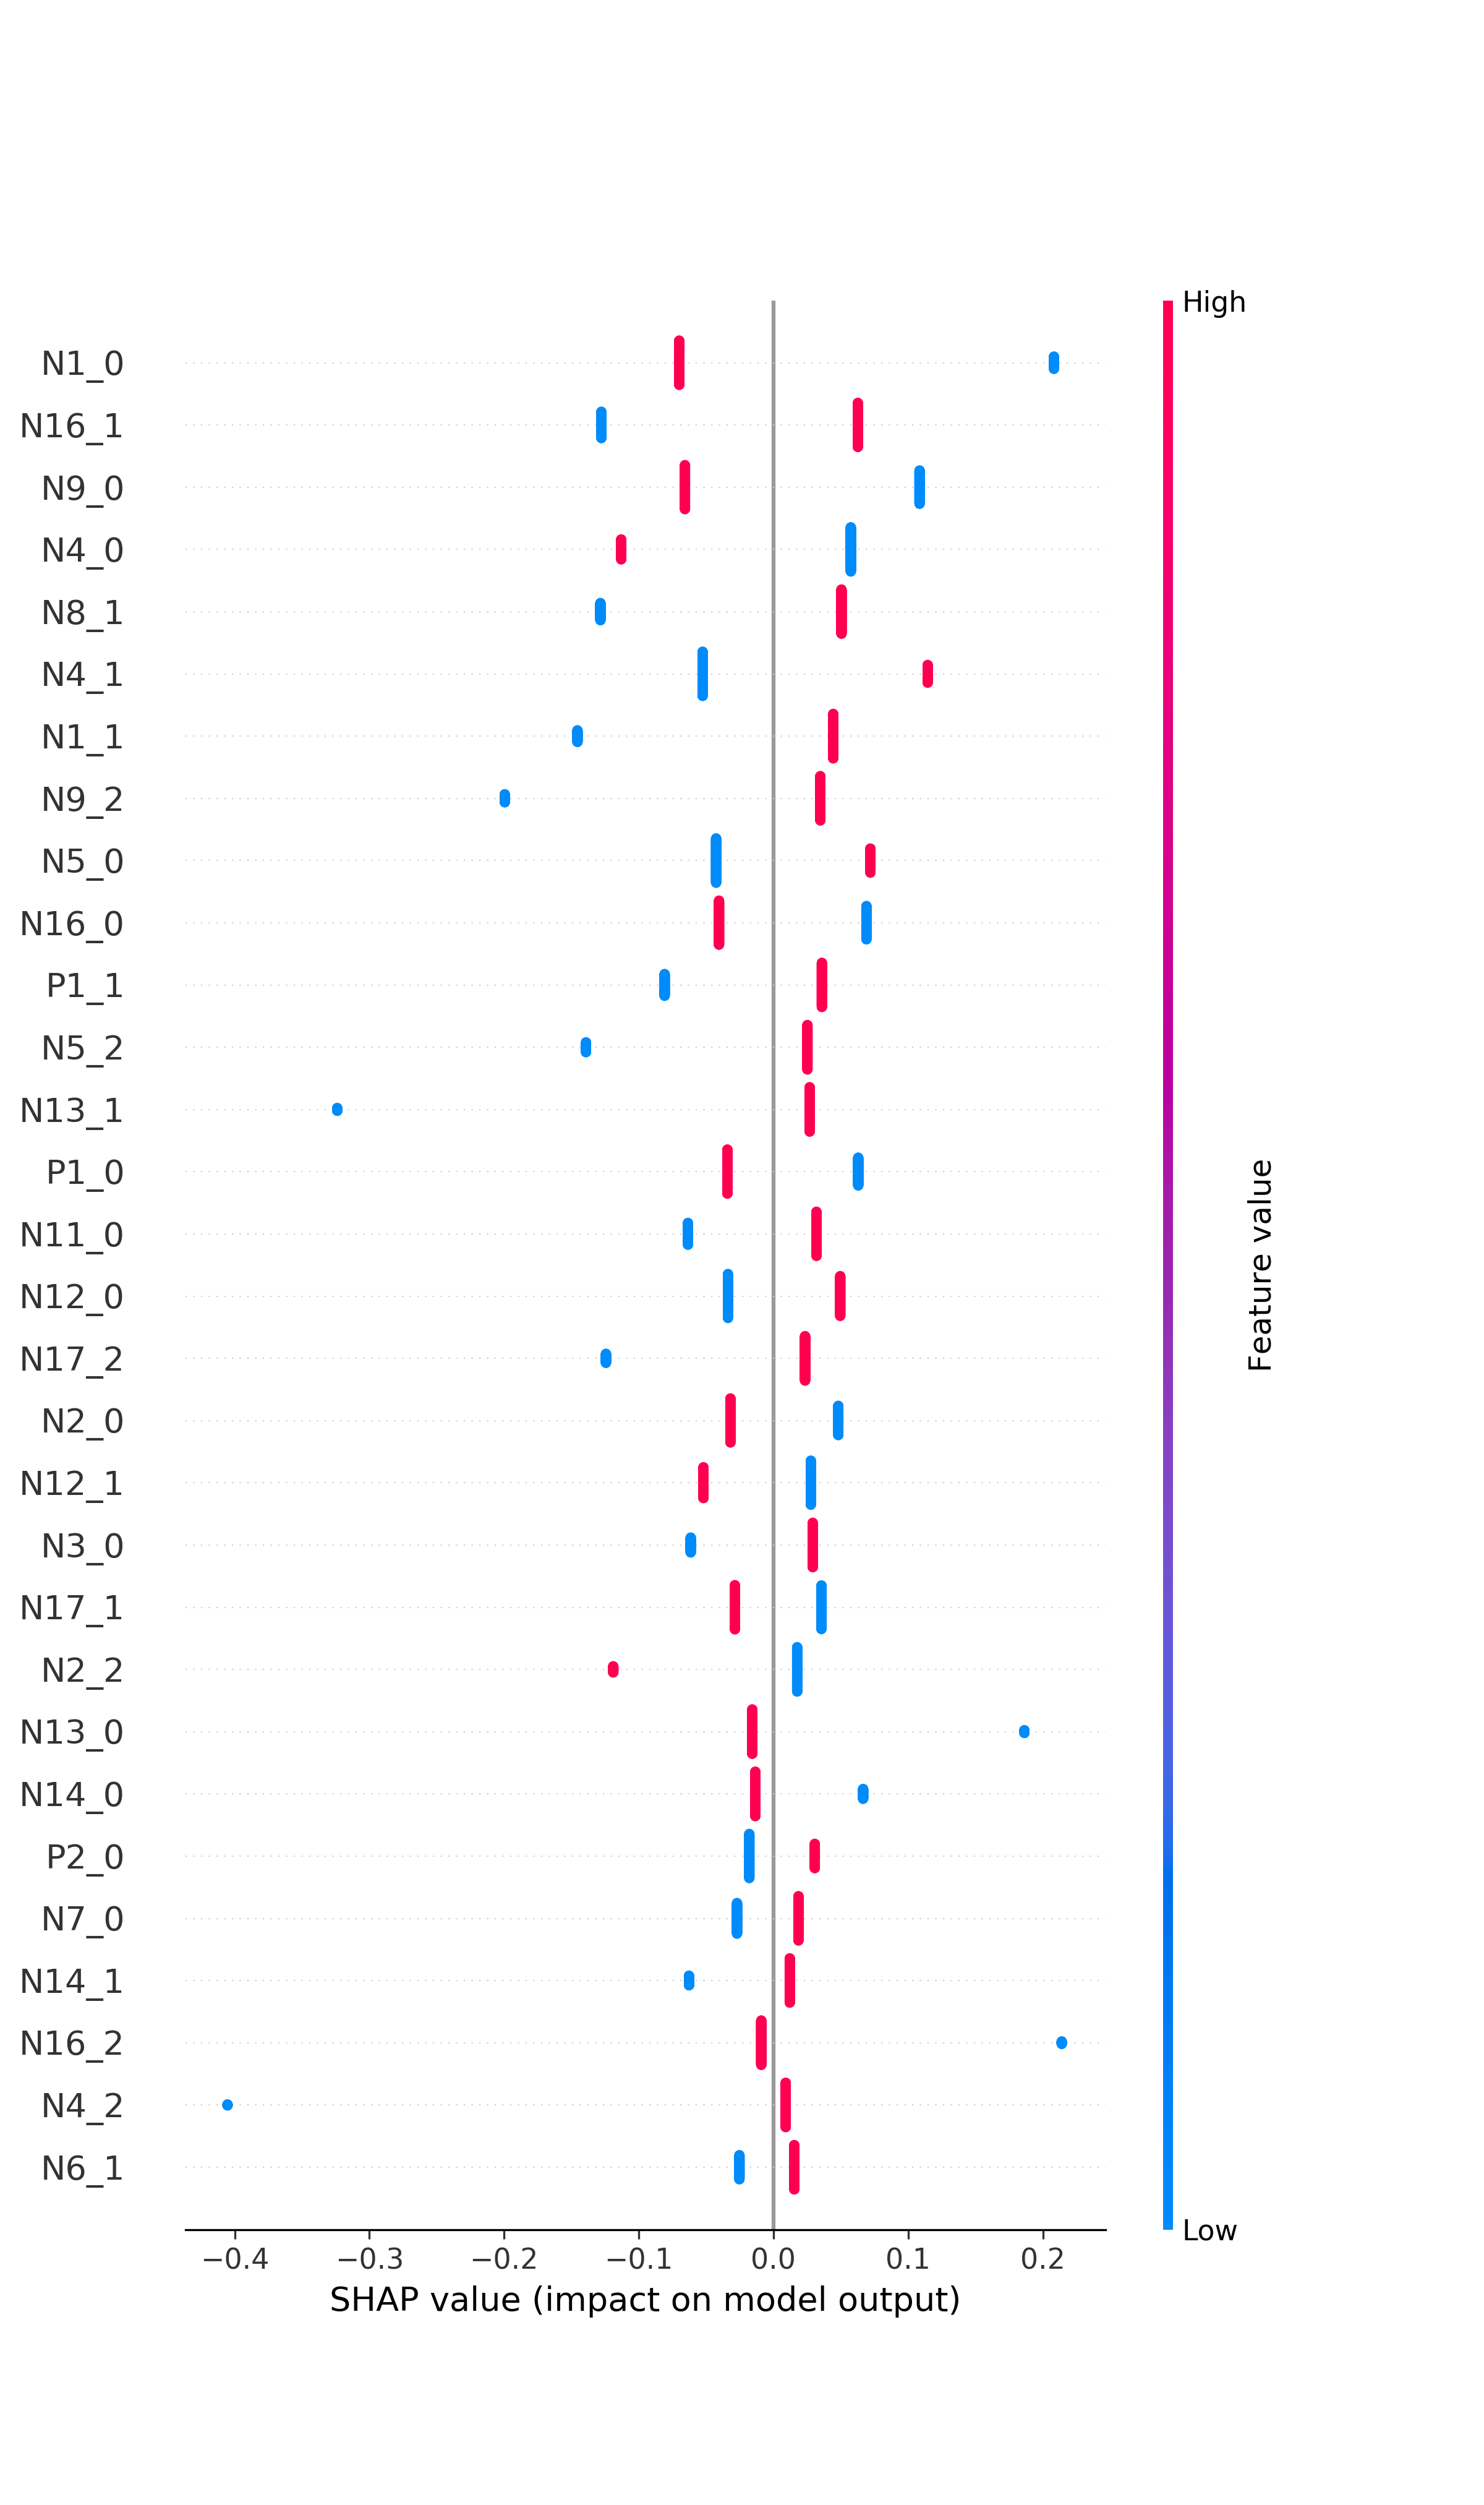 High
N1_0
N16_1
N9_0
N4_0
N8_1
N4_1
N1_1
N9_2
N5_0
N16_0
P1_1
N5_2
N13_1
P1_0
N11_0
N12_0
N17_2
N2_0
N12_1
N3_0
N17_1
N2_2
N13_0
N14_0
P2_0
N7_0
N14_1
N16_2
N4_2
N6_1
Feature value
Low
−0.4 −0.3 −0.2 −0.1 0.0 0.1 0.2
SHAP value (impact on model output)